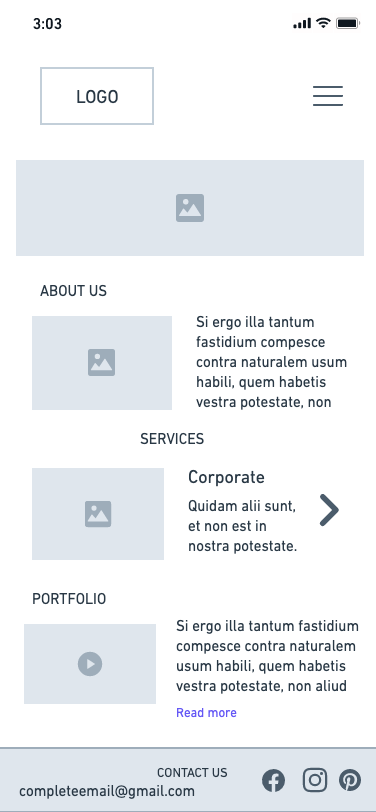 3:03
LOGO
ABOUT US
Si ergo illa tantum
fastidium compesce
contra naturalem usum
habili, quem habetis
vestra potestate, non
SERVICES
Corporate
Quidam alii sunt,
et non est in
nostra potestate.
PORTFOLIO
Si ergo illa tantum fastidium
compesce contra naturalem
usum habili, quem habetis
vestra potestate, non aliud
Read more
CONTACT US
completeemail@gmail.com